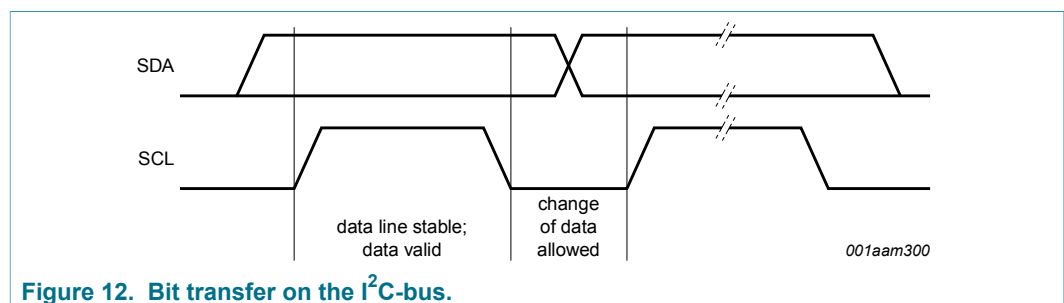 SDA
SCL
data line stable;
data valid
change
of data
allowed
001aam300
Figure 12. Bit transfer on the I²C-bus.